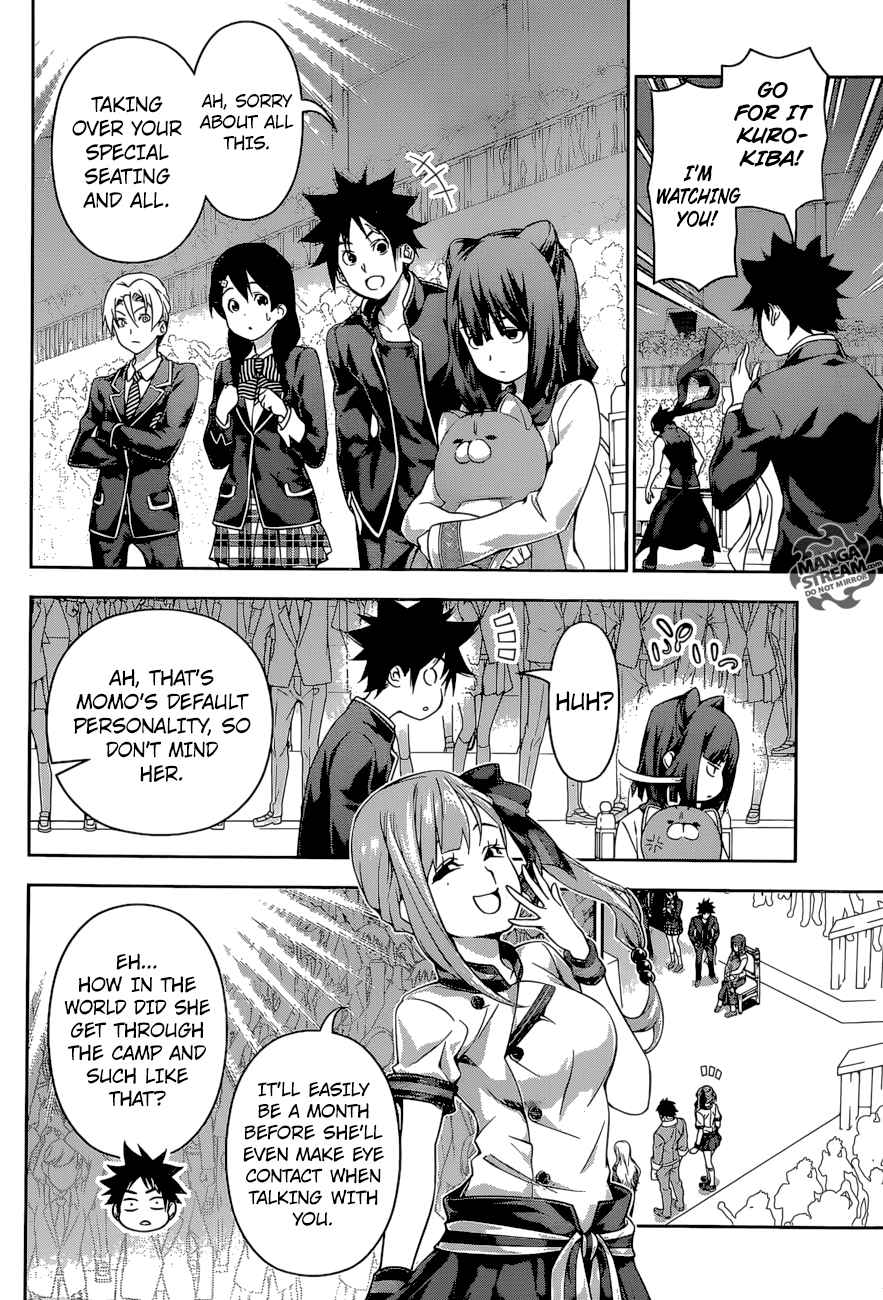 GO
FOR IT
KURO-
KIBA!
I'M
WATCHING
YOU!
AH, SORRY
ABOUT ALL
THIS.
TAKING
OVER YOUR
SPECIAL
SEATING
AND ALL.
MANGA
STREAM.com
DO NOT MIRROR
HUH?
AH, THAT'S
MOMO'S DEFAULT
PERSONALITY, SO
DON'T MIND
HER.
IT'LL EASILY
BE A MONTH
BEFORE SHE'LL
EVEN MAKE EYE
CONTACT WHEN
TALKING WITH
YOU.
EH...
HOW IN THE
WORLD DID SHE
GET THROUGH
THE CAMP AND
SUCH LIKE
THAT?